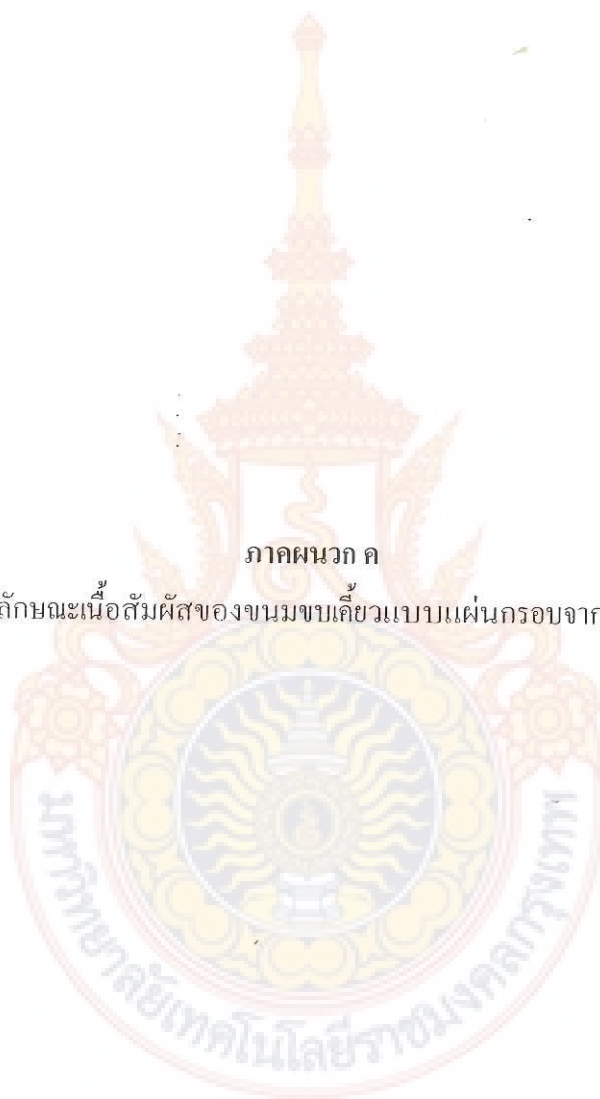 ภาคผนวก ค
ลักษณะเนื้อสัมผัสของขนมขบเคี้ยวแบบแผ่นกรอบจาก
มหาวิทยาลัยเทคโนโลยีราชมงคลกรุงเทพ